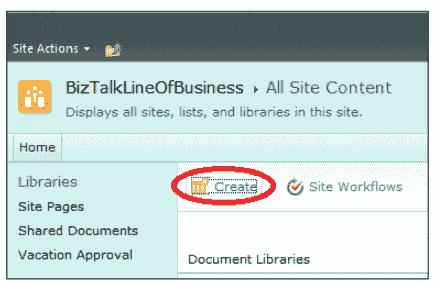 Site Actions
BizTalkLineOfBusiness ▸ All Site Content
Displays all sites, lists, and libraries in this site.
Home
Libraries
Site Pages
Shared Documents
Vacation Approval
Create
Site Workflows
Document Libraries